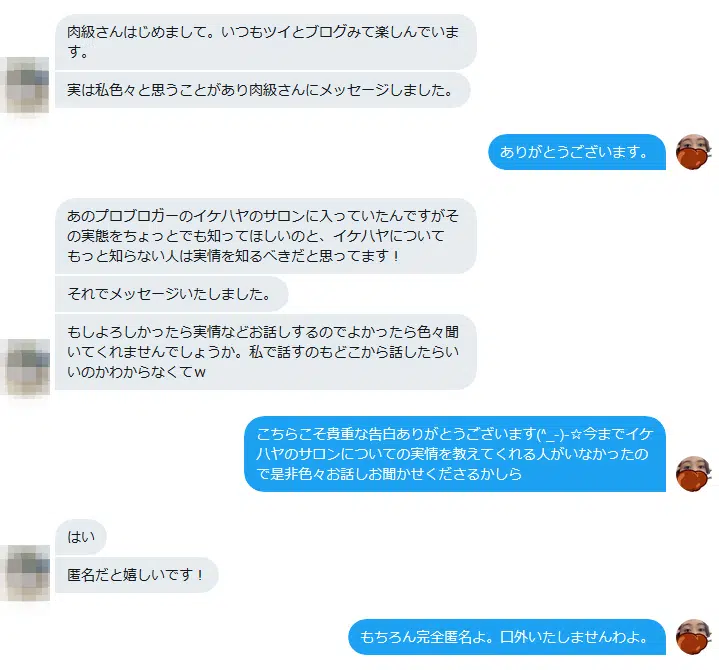 肉級さんはじめまして。いつもツイとブログみて楽しんでいま
す。
実は私色々と思うことがあり肉級さんにメッセージしました。
ありがとうございます。
あのプロブロガーのイケハヤのサロンに入っていたんですがそ
の実態をちょっとでも知ってほしいのと、イケハヤについて
もっと知らない人は実情を知るべきだと思ってます！
それでメッセージいたしました。
もしよろしかったら実情などお話しするのでよかったら色々聞
いてくれませんでしょうか。私で話すのもどこから話したらい
いのかわからなくてｗ
こちらこそ貴重な告白ありがとうございます(^_-)-☆今までイケ
ハヤのサロンについての実情を教えてくれる人がいなかったの
で是非色々お話しお聞かせくださるかしら
はい
匿名だと嬉しいです！
もちろん完全匿名よ。口外いたしませんわよ。